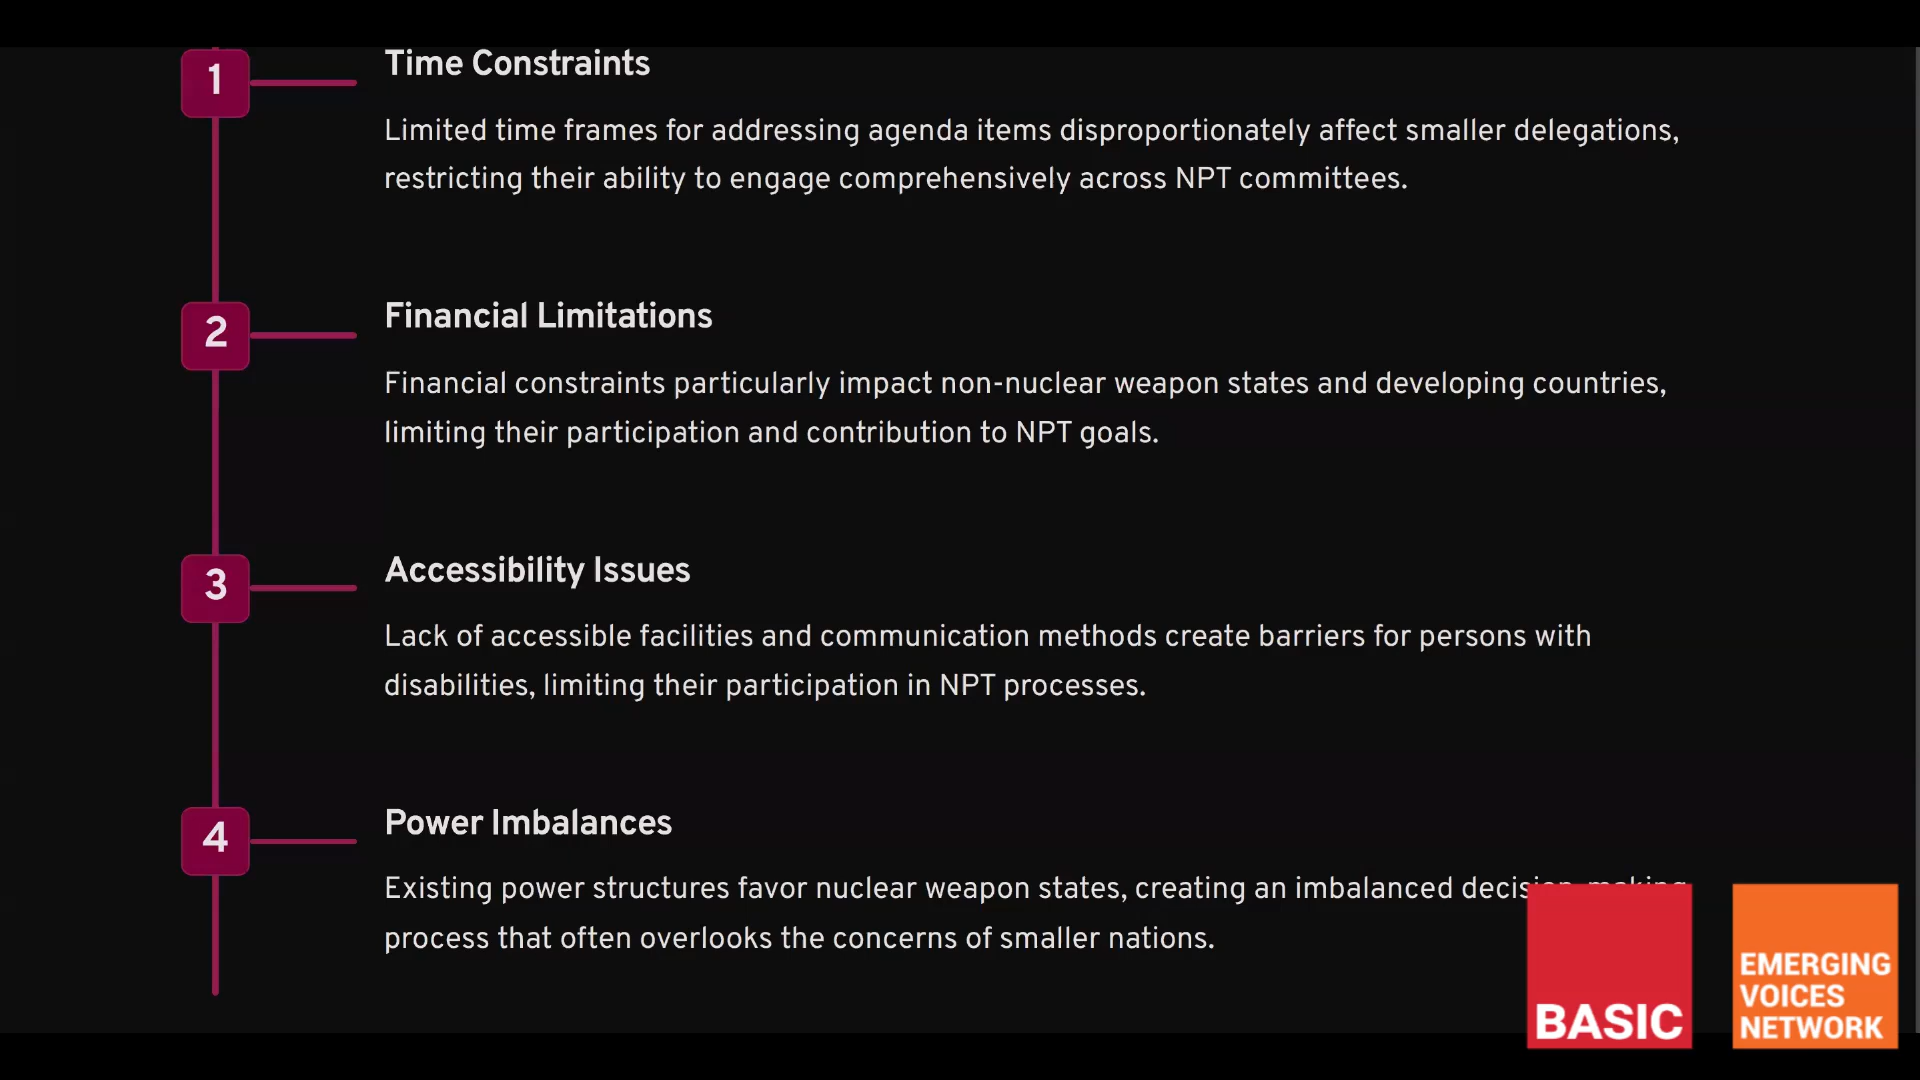 1
Time Constraints
Limited time frames for addressing agenda items disproportionately affect smaller delegations,
restricting their ability to engage comprehensively across NPT committees.
2
Financial Limitations
Financial constraints particularly impact non-nuclear weapon states and developing countries,
limiting their participation and contribution to NPT goals.
3
Accessibility Issues
Lack of accessible facilities and communication methods create barriers for persons with
disabilities, limiting their participation in NPT processes.
4
Power Imbalances
Existing power structures favor nuclear weapon states, creating an imbalanced decision-making
process that often overlooks the concerns of smaller nations.
BASIC
EMERGING
VOICES
NETWORK